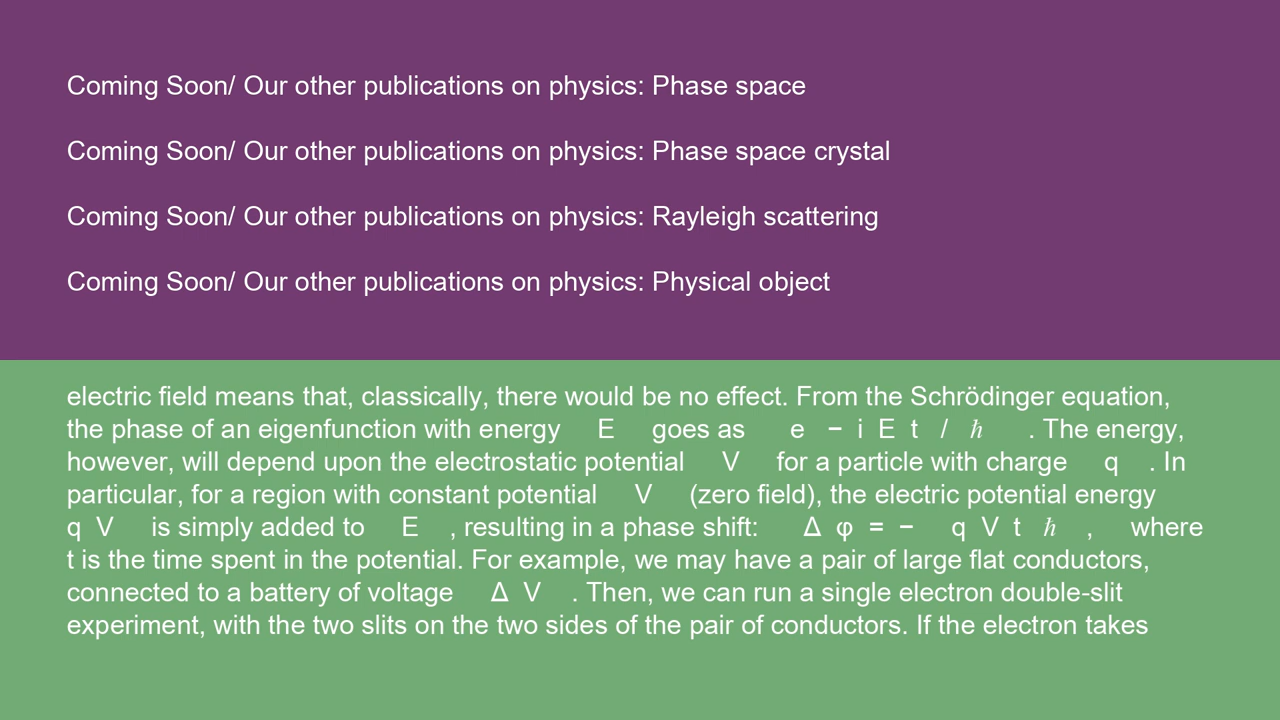 Coming Soon/ Our other publications on physics: Phase space
Coming Soon/ Our other publications on physics: Phase space crystal
Coming Soon/ Our other publications on physics: Rayleigh scattering
Coming Soon/ Our other publications on physics: Physical object
electric field means that, classically, there would be no effect. From the Schrödinger equation,
the phase of an eigenfunction with energy E goes as e − i E t / ℏ . The energy,
however, will depend upon the electrostatic potential V for a particle with charge q . In
particular, for a region with constant potential V (zero field), the electric potential energy
q V is simply added to E , resulting in a phase shift: Δ φ = − q V t ℏ , where
t is the time spent in the potential. For example, we may have a pair of large flat conductors,
connected to a battery of voltage Δ V . Then, we can run a single electron double-slit
experiment, with the two slits on the two sides of the pair of conductors. If the electron takes